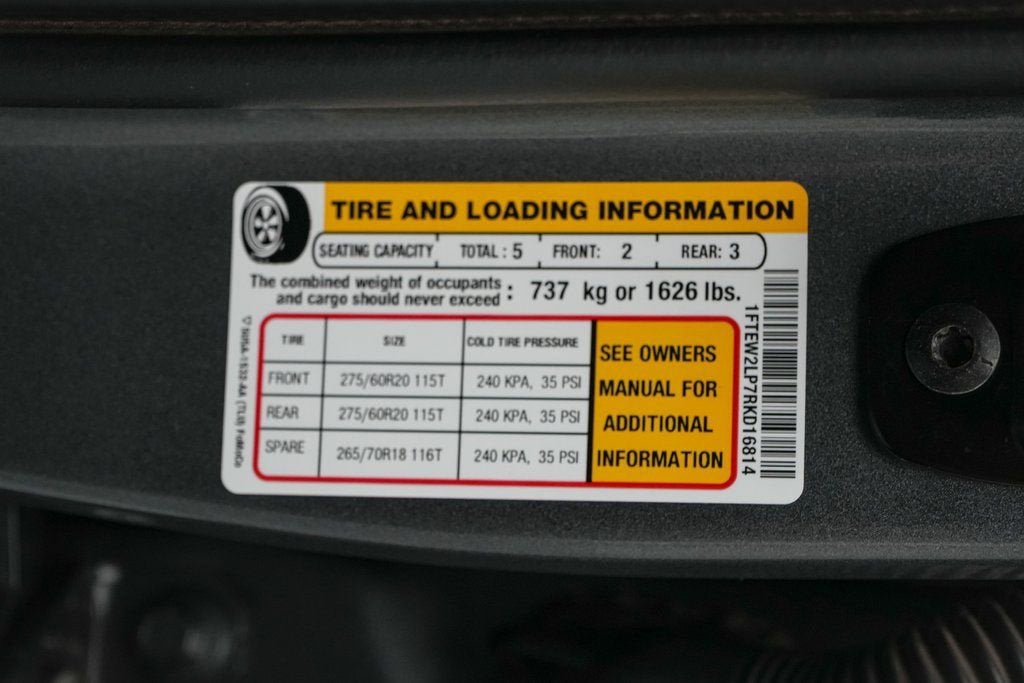 TIRE AND LOADING INFORMATION
SEATING CAPACITY TOTAL : 5 FRONT: 2 REAR: 3
The combined weight of occupants
and cargo should never exceed : 737 kg or 1626 lbs.
TIRE SIZE COLD TIRE PRESSURE
FRONT 275/60R20 115T 240 KPA, 35 PSI
REAR 275/60R20 115T 240 KPA, 35 PSI
SPARE 265/70R18 116T 240 KPA, 35 PSI
SEE OWNERS
MANUAL FOR
ADDITIONAL
INFORMATION
1FTEW2LP7RKD16814